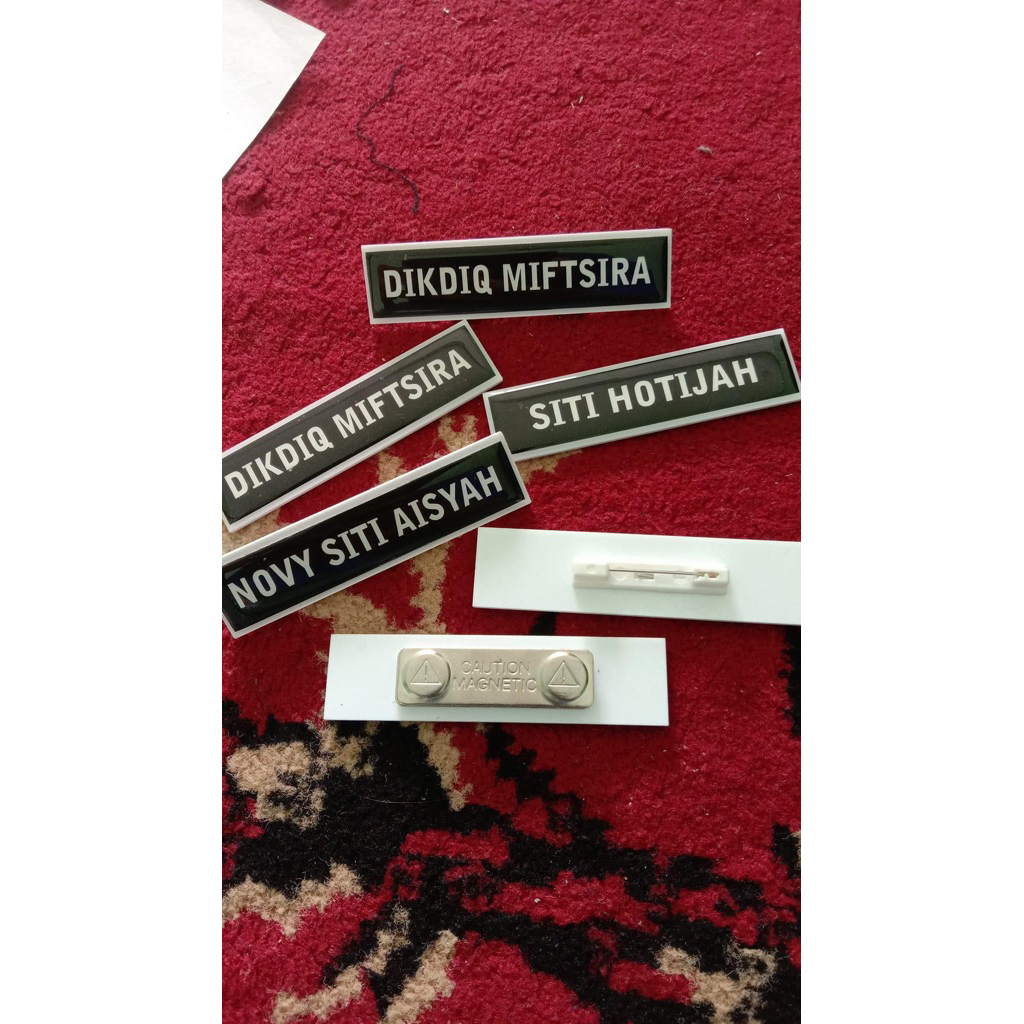 DIKDIQ MIFTSIRA
DIKDIQ MIFTSIRA
SITI HOTIJAH
NOVY SITI AISYAH
CAUTION
MAGNETIC